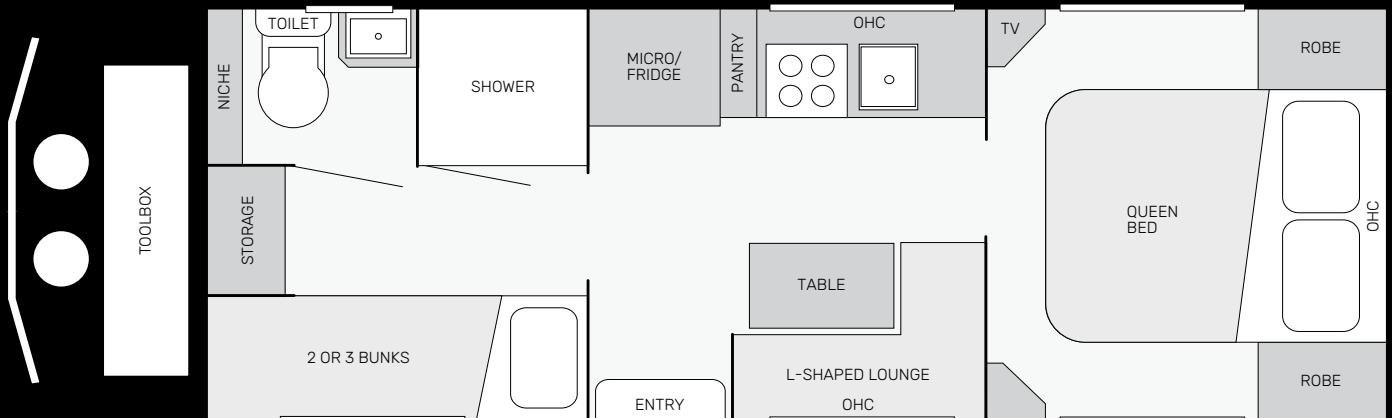 TOILET
NICHE
SHOWER
MICRO/
FRIDGE
PANTRY
OHC
TV
ROBE
TOOLBOX
STORAGE
TABLE
QUEEN
BED
OHC
2 OR 3 BUNKS
ENTRY
L-SHAPED LOUNGE
OHC
ROBE